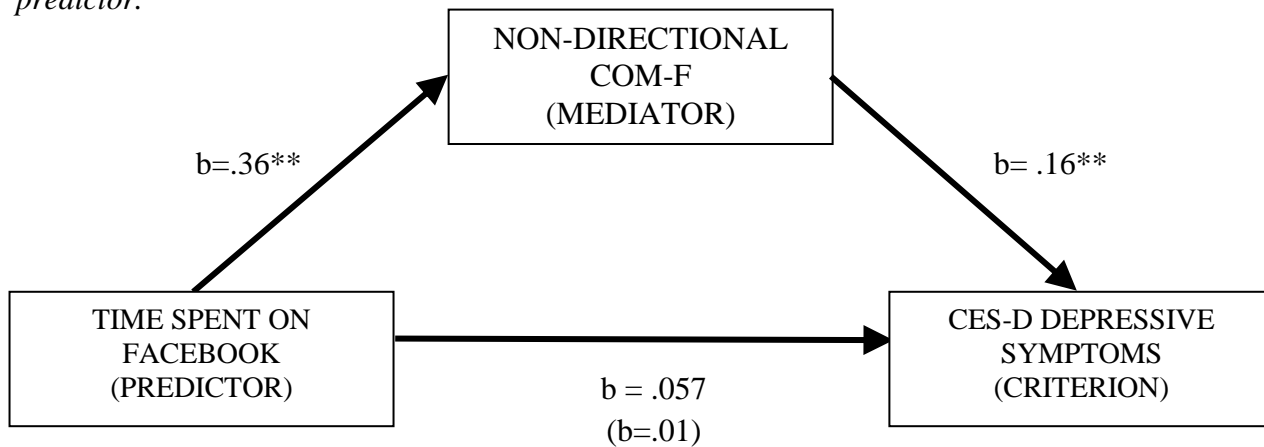 predictor.
NON-DIRECTIONAL
COM-F
(MEDIATOR)
b=.36**
b= .16**
TIME SPENT ON
FACEBOOK
(PREDICTOR)
CES-D DEPRESSIVE
SYMPTOMS
(CRITERION)
b = .057
(b=.01)